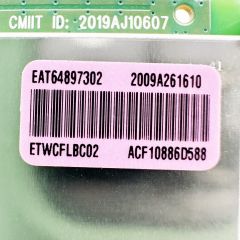 CMIIT ID: 2019AJ10607
EAT64897302 2009A261610
ETWCFLBC02 ACF10886D588